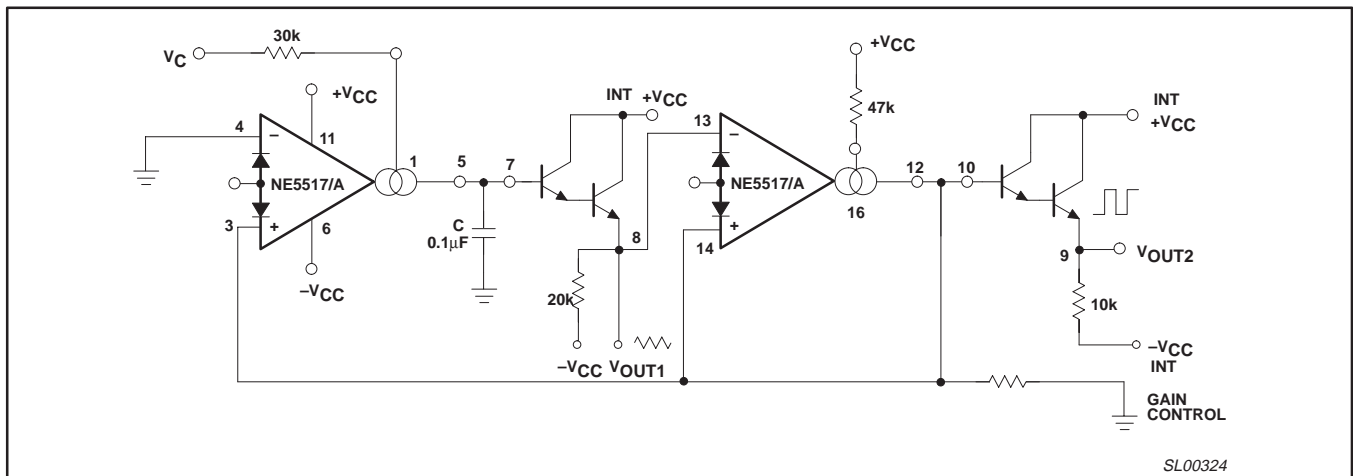 30k
VC
+VCC
+VCC
INT
+VCC
47k
INT
+VCC
4
−
11
13
−
NE5517/A
1
5
7
NE5517/A
12
10
16
3
+
6
C
0.1µF
8
14
+
9
VOUT2
−VCC
20k
10k
−VCC
VOUT1
−VCC
INT
GAIN
CONTROL
SL00324